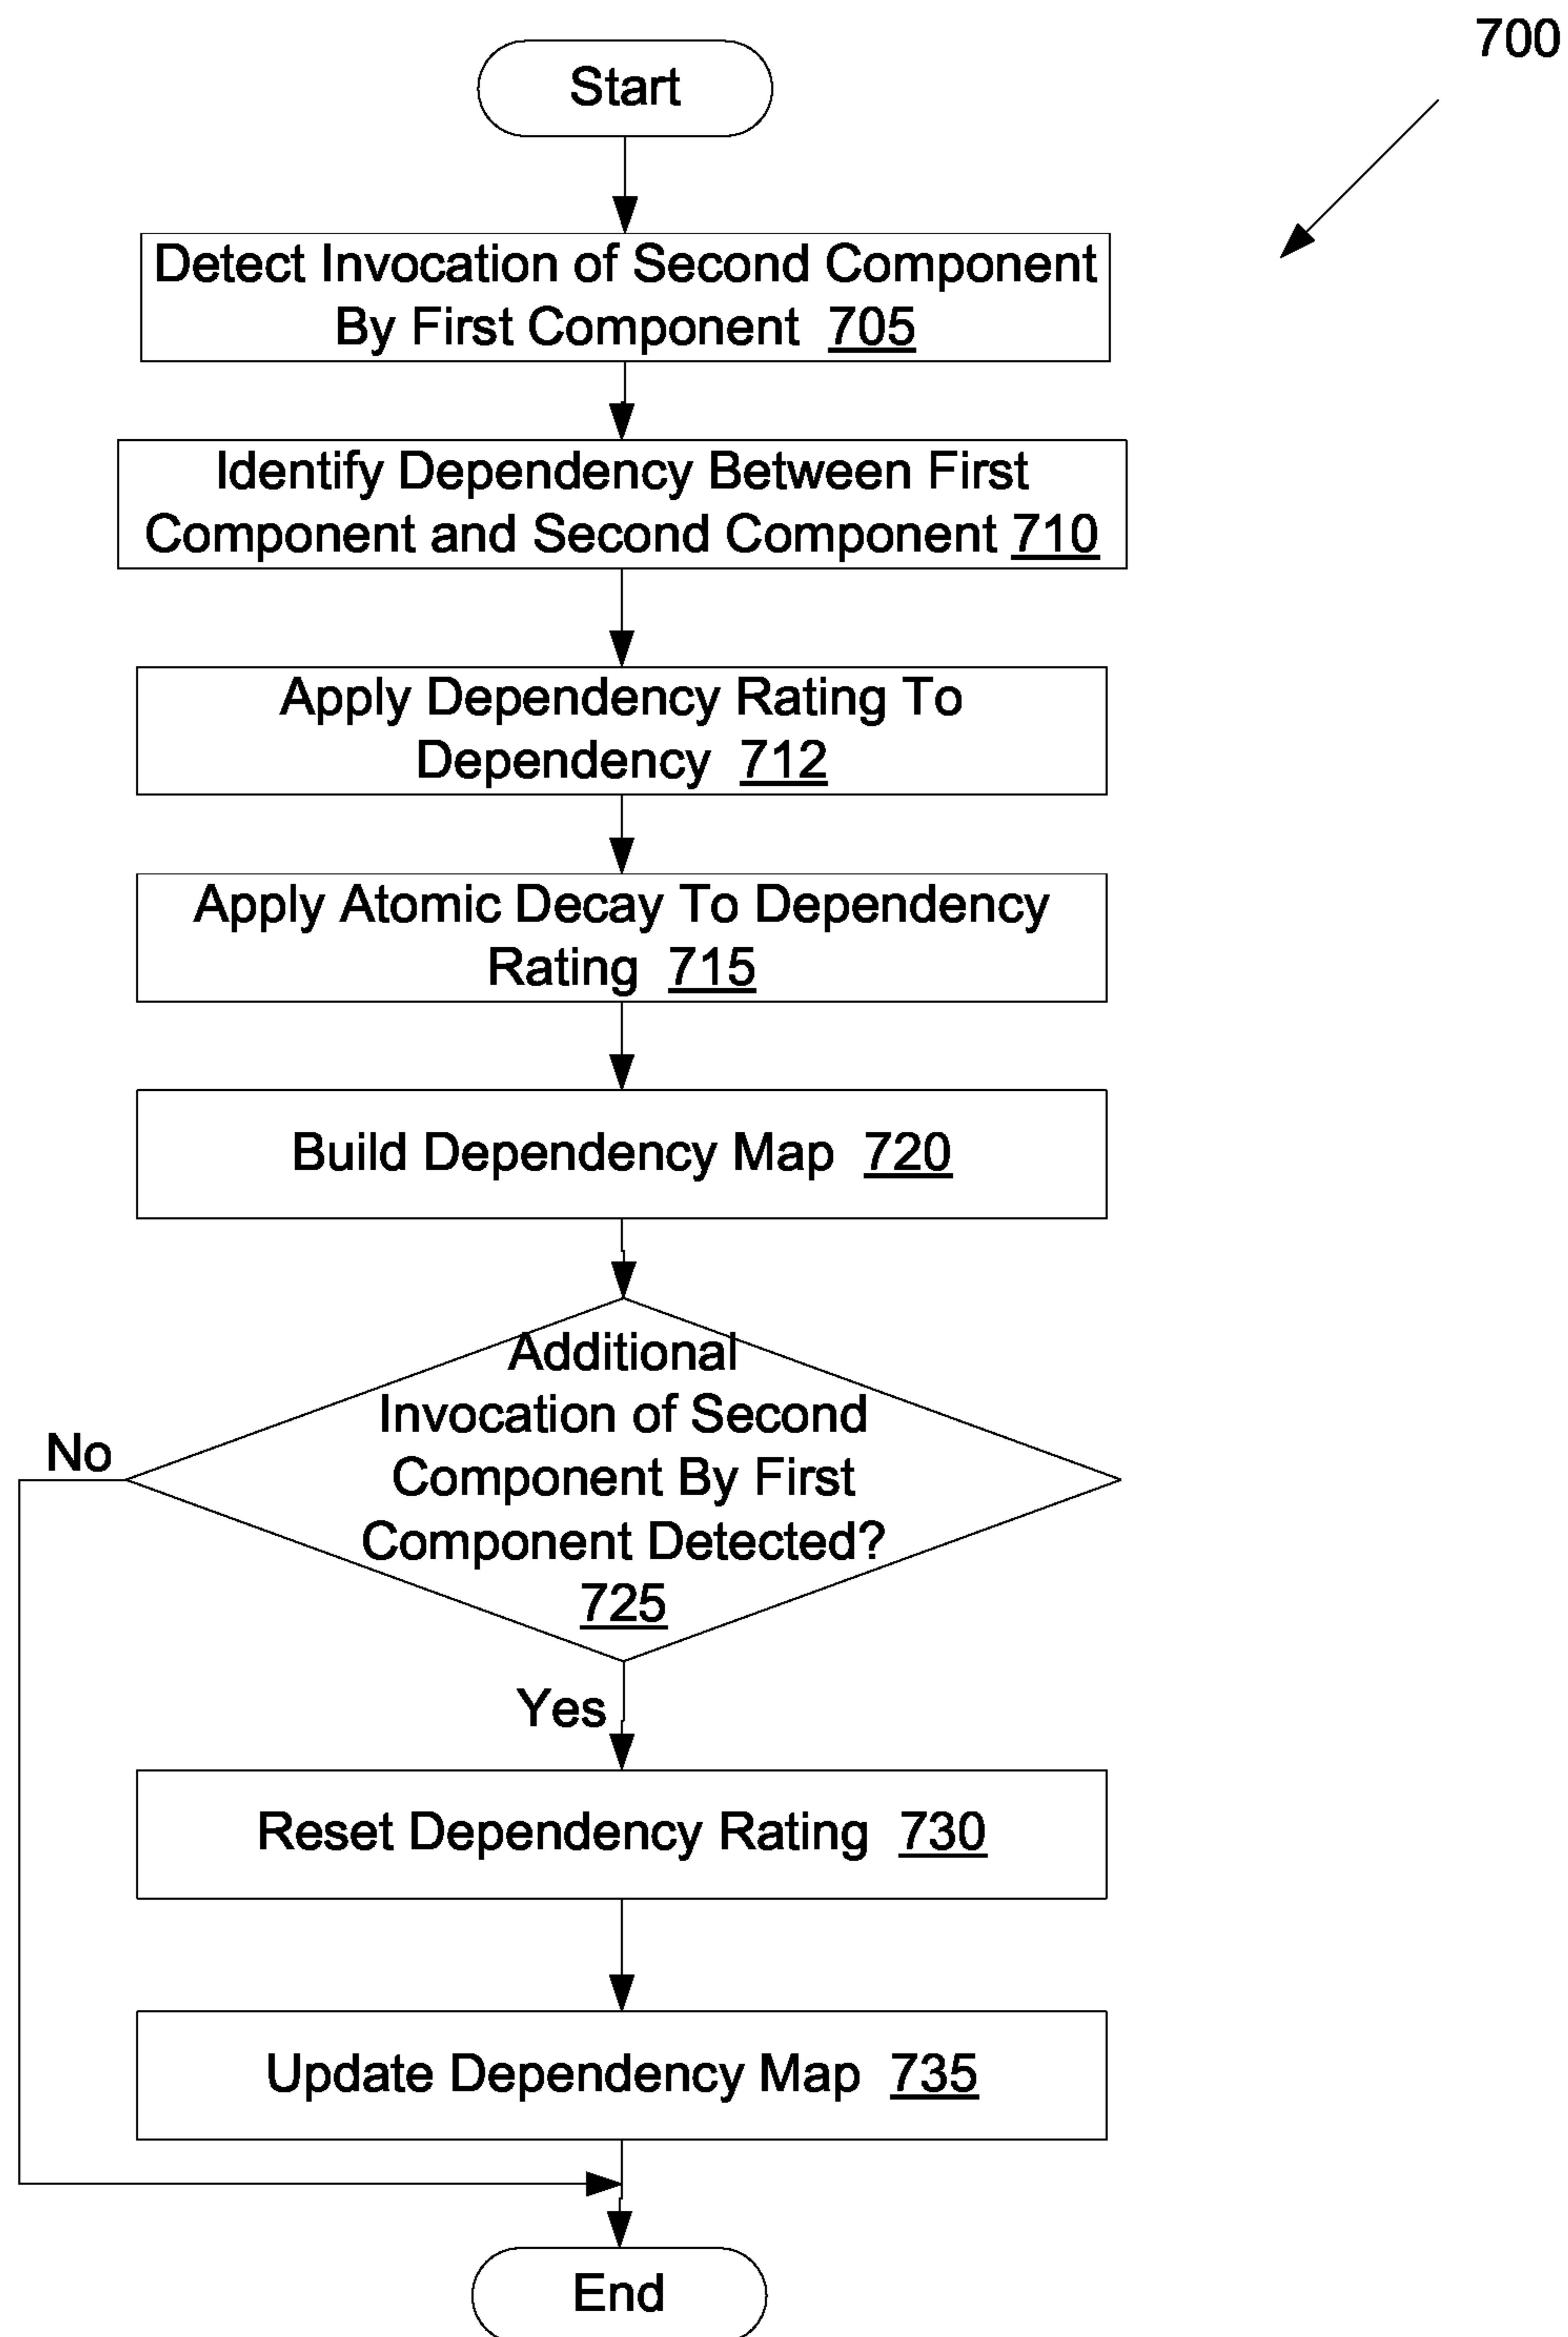 700
Start
Detect Invocation of Second Component
By First Component 705
Identify Dependency Between First
Component and Second Component 710
Apply Dependency Rating To
Dependency 712
Apply Atomic Decay To Dependency
Rating 715
Build Dependency Map 720
Additional
Invocation of Second
Component By First
Component Detected?
725
No
Yes
Reset Dependency Rating 730
Update Dependency Map 735
End